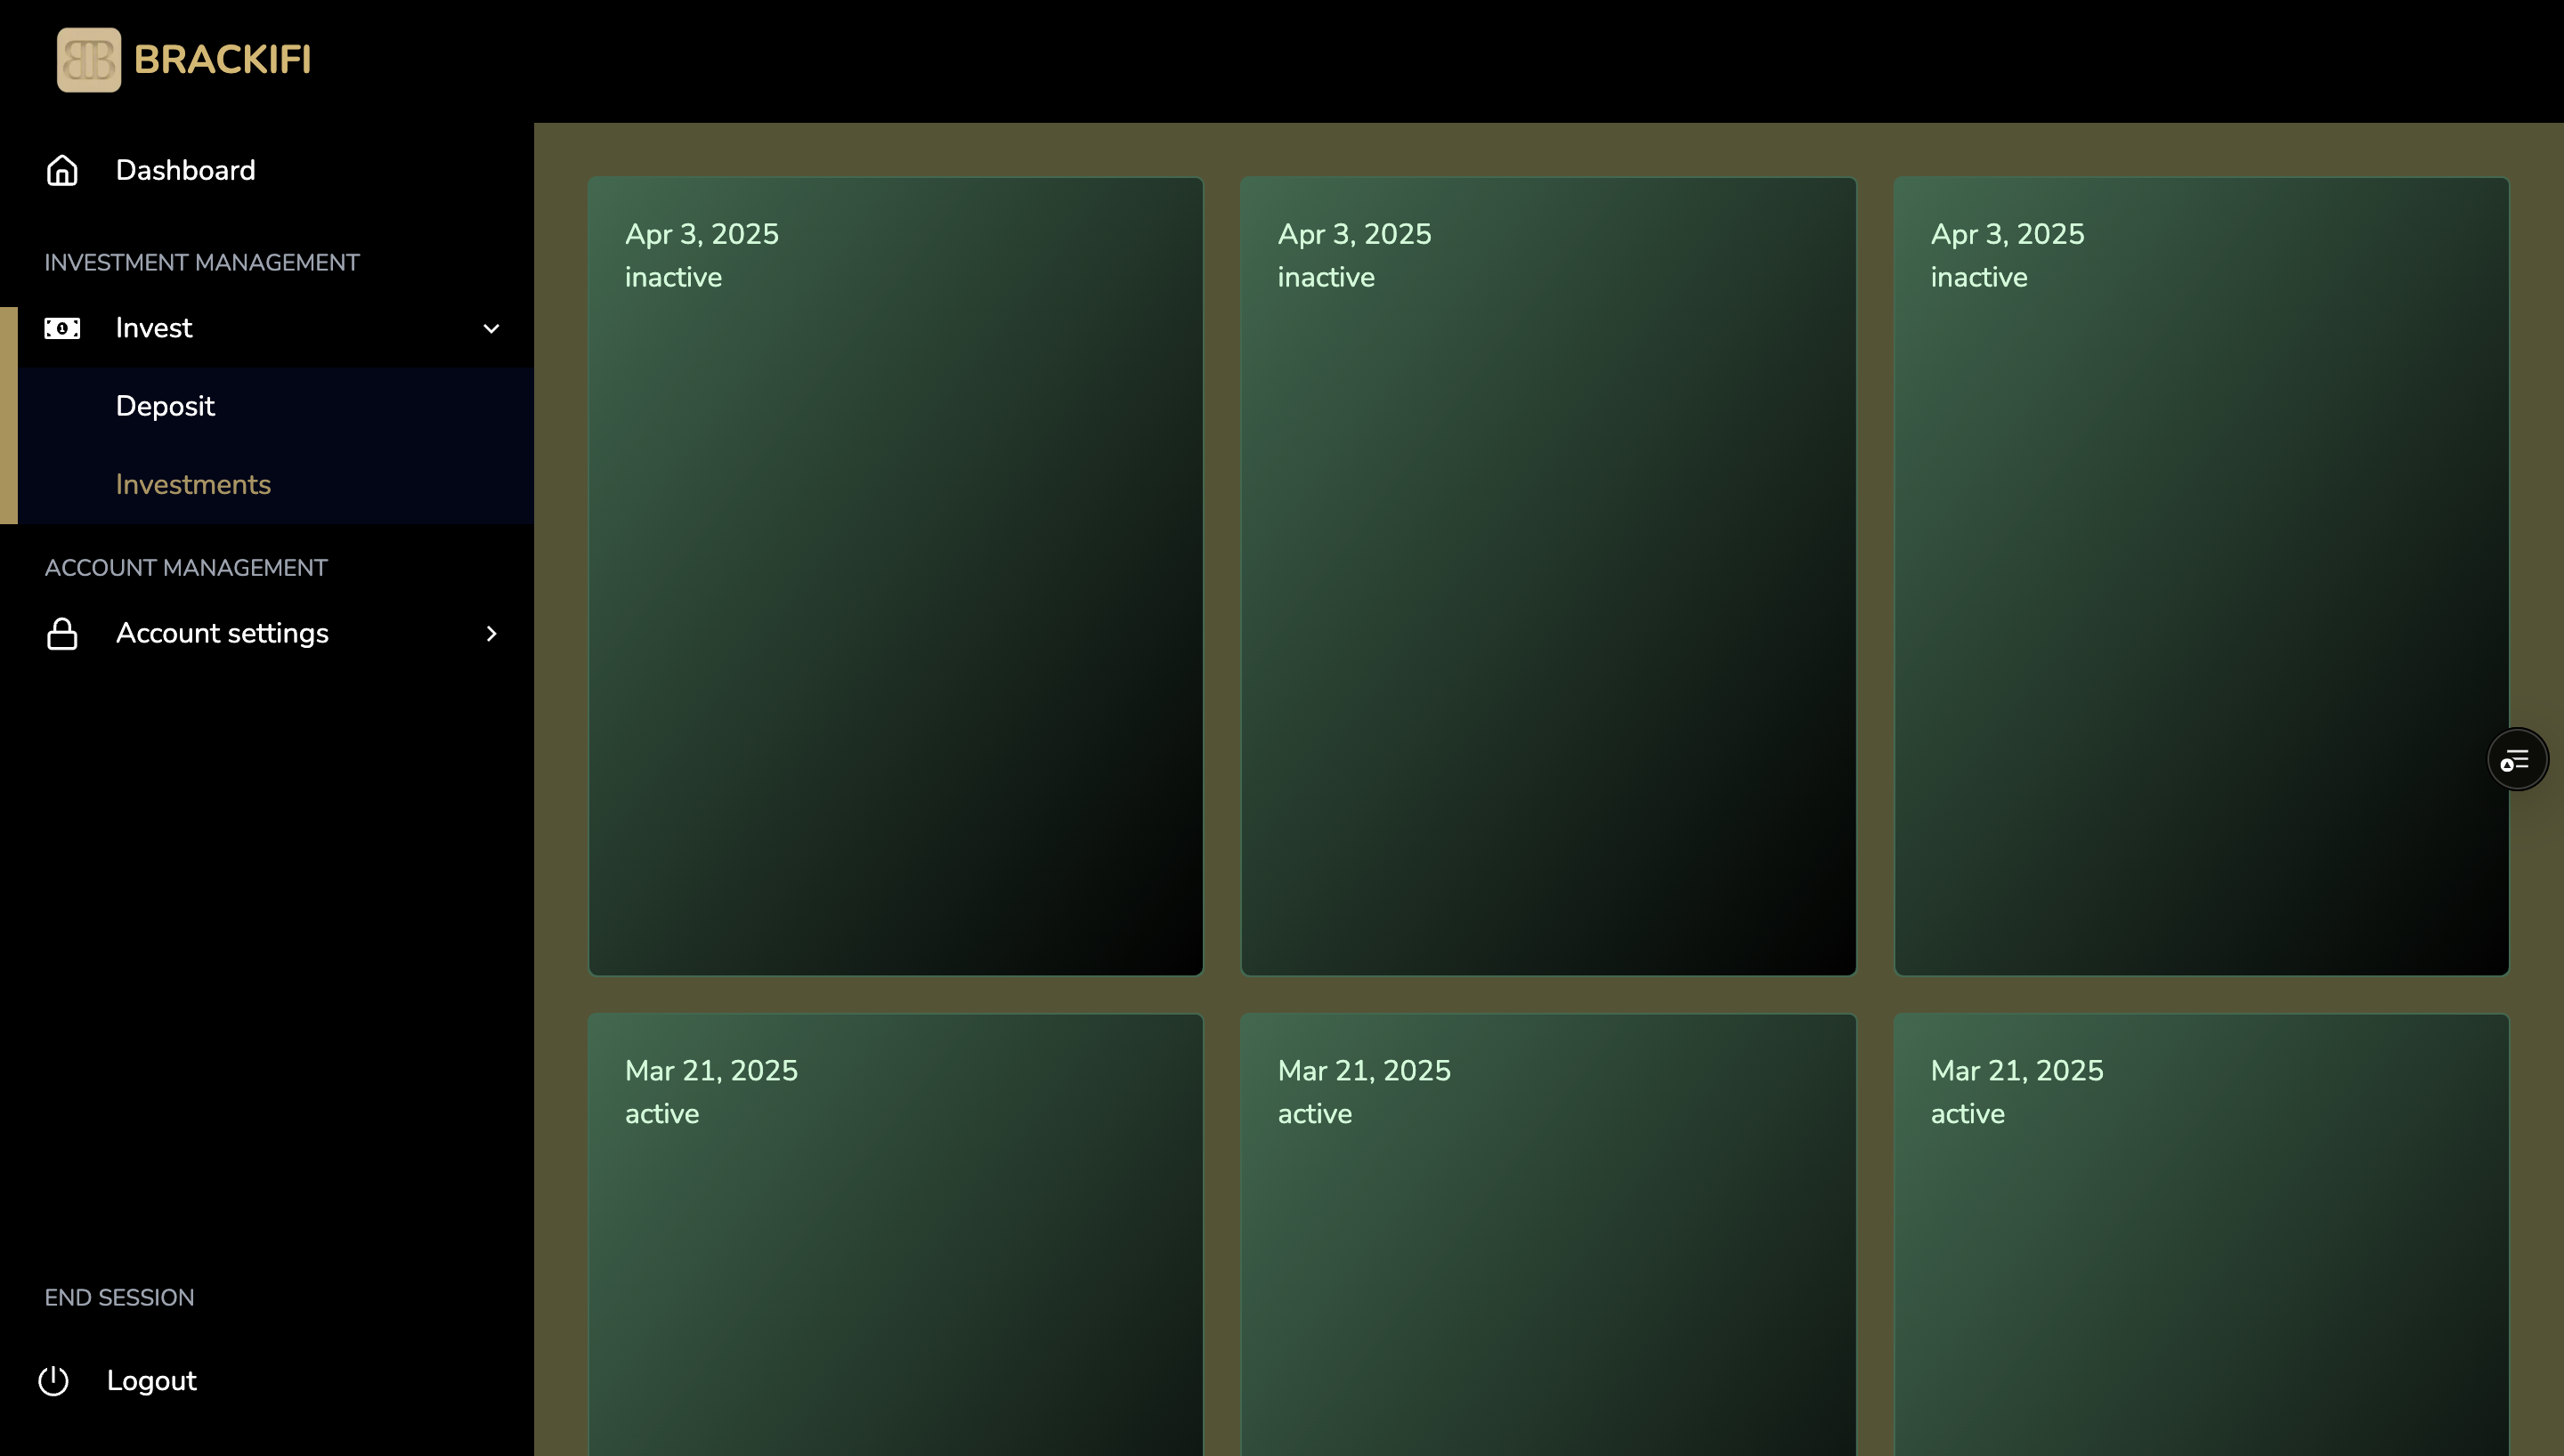 BRACKIFI
Dashboard
INVESTMENT MANAGEMENT
Invest
Deposit
Investments
ACCOUNT MANAGEMENT
Account settings
END SESSION
Logout
Apr 3, 2025
inactive
Apr 3, 2025
inactive
Apr 3, 2025
inactive
Mar 21, 2025
active
Mar 21, 2025
active
Mar 21, 2025
active